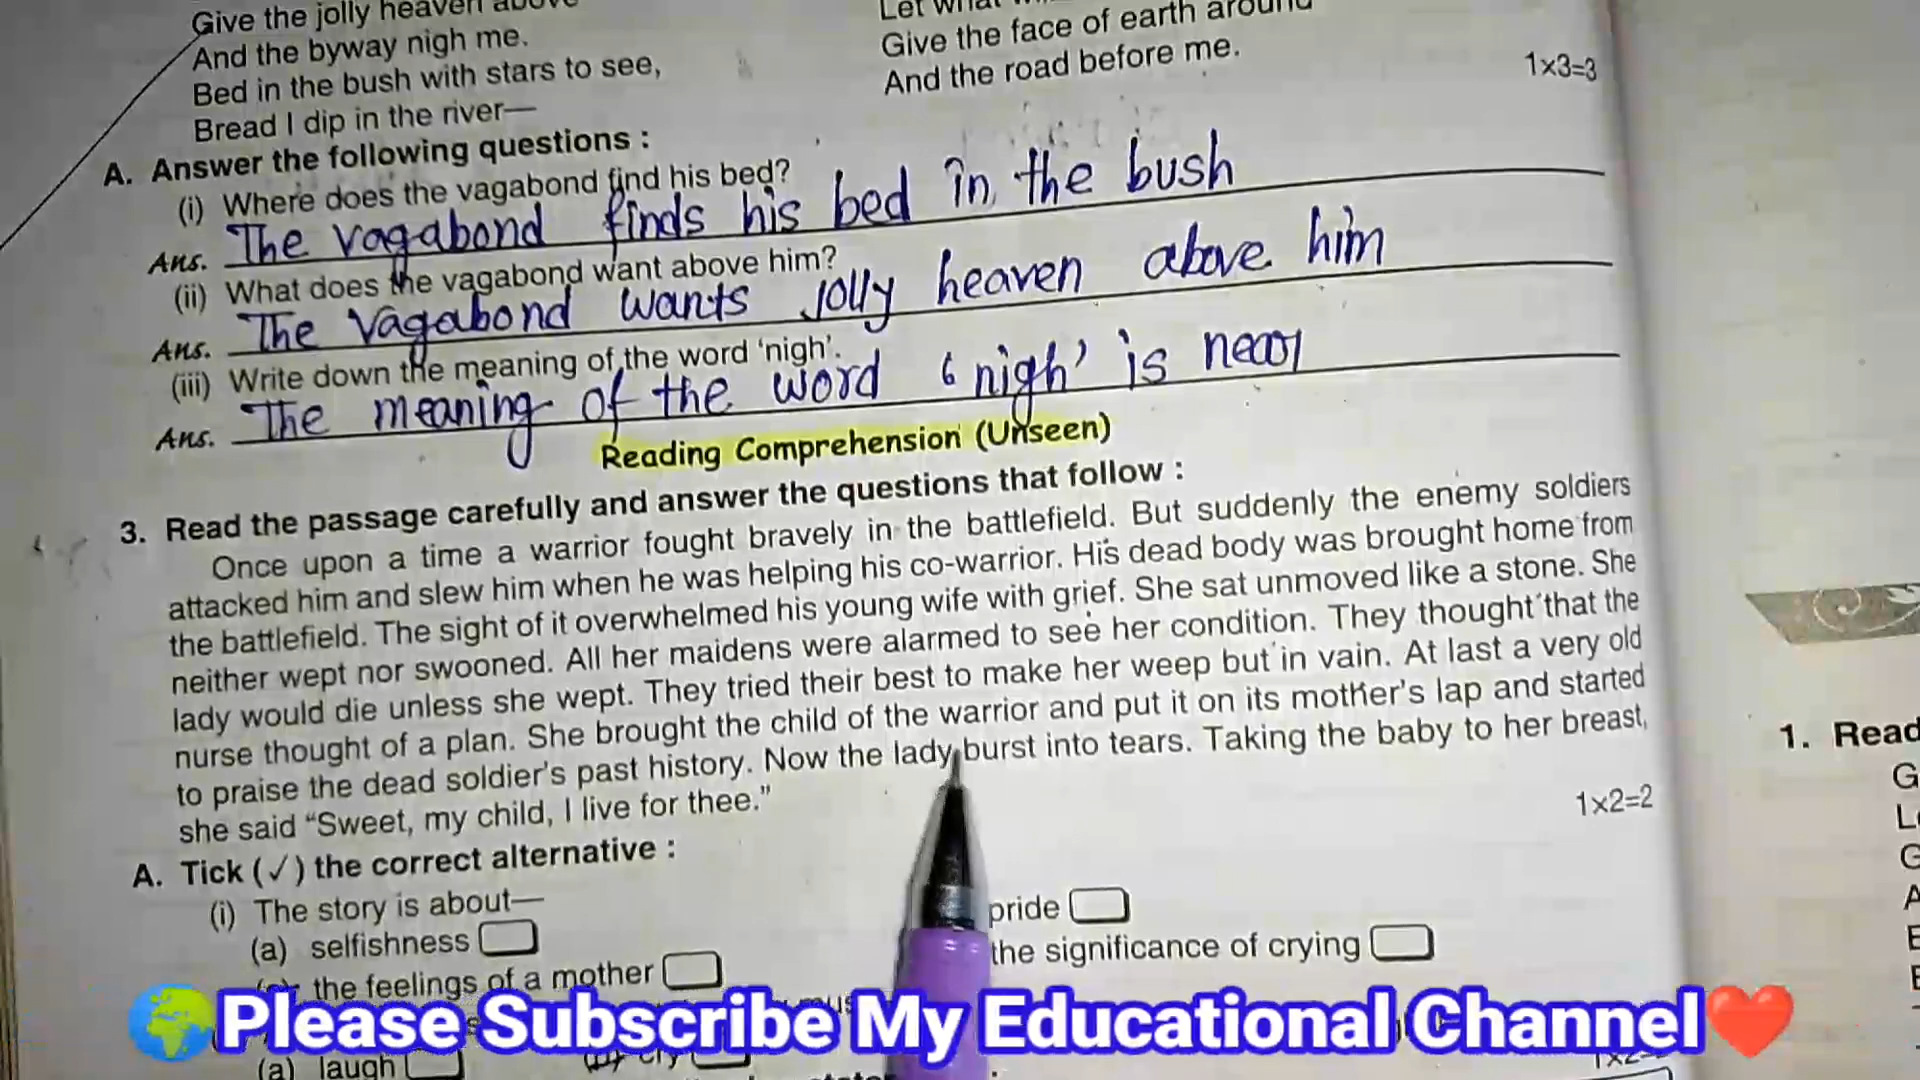 Give the jolly heaven above
And the byway nigh me.
Bed in the bush with stars to see,
Bread I dip in the river—
Let
Give the face of earth around
And the road before me.
1×3=3
A. Answer the following questions :
(i) Where does the vagabond find his bed?
Ans. The vagabond finds his bed in the bush
(ii) What does the vagabond want above him?
Ans. The vagabond wants jolly heaven above him
(iii) Write down the meaning of the word 'nigh'.
Ans. The meaning of the word 'nigh' is near
Reading Comprehension (Unseen)
3. Read the passage carefully and answer the questions that follow :
Once upon a time a warrior fought bravely in the battlefield. But suddenly the enemy soldiers
attacked him and slew him when he was helping his co-warrior. His dead body was brought home from
the battlefield. The sight of it overwhelmed his young wife with grief. She sat unmoved like a stone. She
neither wept nor swooned. All her maidens were alarmed to see her condition. They thought that the
lady would die unless she wept. They tried their best to make her weep but in vain. At last a very old
nurse thought of a plan. She brought the child of the warrior and put it on its mother's lap and started
to praise the dead soldier's past history. Now the lady burst into tears. Taking the baby to her breast,
she said "Sweet, my child, I live for thee."
1×2=2
A. Tick (✓) the correct alternative :
(i) The story is about—
(a) selfishness
pride
the feelings of a mother
the significance of crying
🌍Please Subscribe My Educational Channel❤️
(a) laugh
(b) cry
1. Read